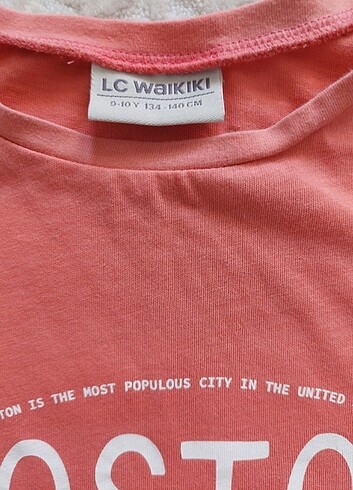 LC WAIKIKI
9-10 Y 134 - 140 CM
TON IS THE MOST POPULOUS CITY IN THE UNITED
OSTO